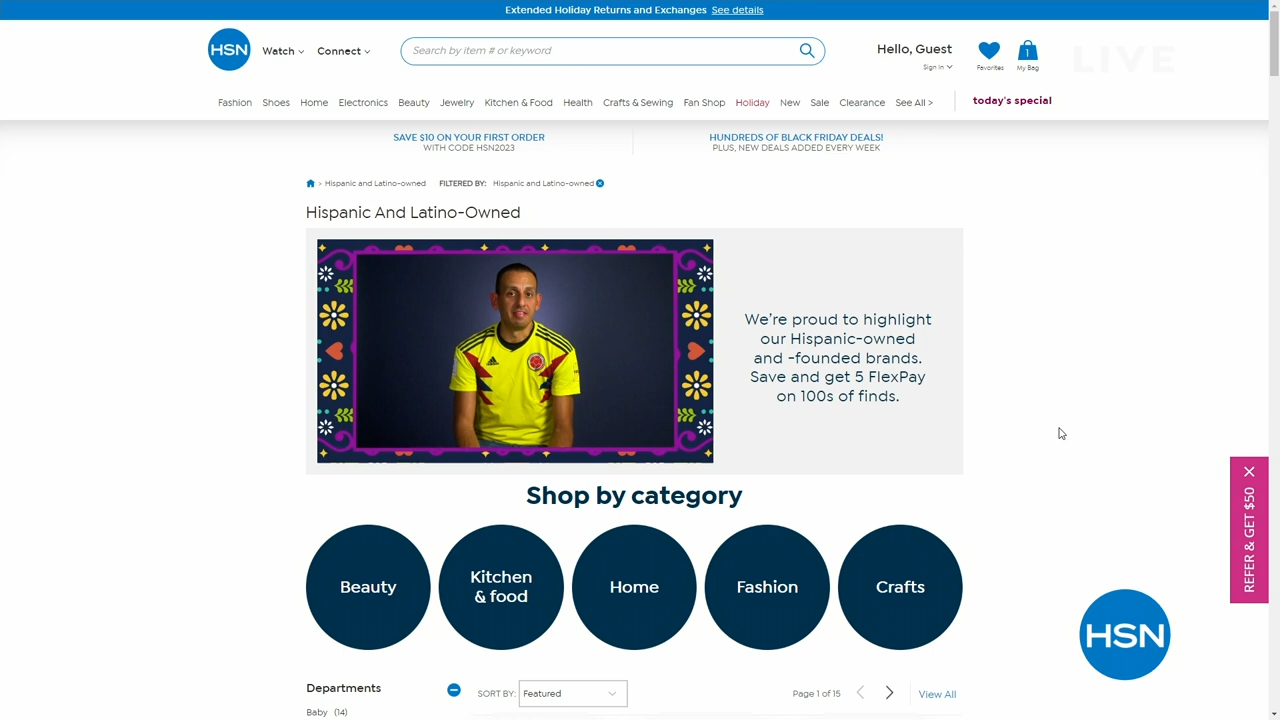 Extended Holiday Returns and Exchanges See details
HSN
Watch
Connect
Search by item # or keyword
Hello, Guest
Sign In
Favorites
1
My Bag
LIVE
Fashion Shoes Home Electronics Beauty Jewelry Kitchen & Food Health Crafts & Sewing Fan Shop Holiday New Sale Clearance See All >
today's special
SAVE $10 ON YOUR FIRST ORDER
WITH CODE HSN2023
HUNDREDS OF BLACK FRIDAY DEALS!
PLUS, NEW DEALS ADDED EVERY WEEK
> Hispanic and Latino-owned FILTERED BY: Hispanic and Latino-owned
Hispanic And Latino-Owned
We're proud to highlight
our Hispanic-owned
and -founded brands.
Save and get 5 FlexPay
on 100s of finds.
Shop by category
Beauty
Kitchen
& food
Home
Fashion
Crafts
REFER & GET $50
HSN
Departments
SORT BY: Featured
Page 1 of 15
View All
Baby (14)